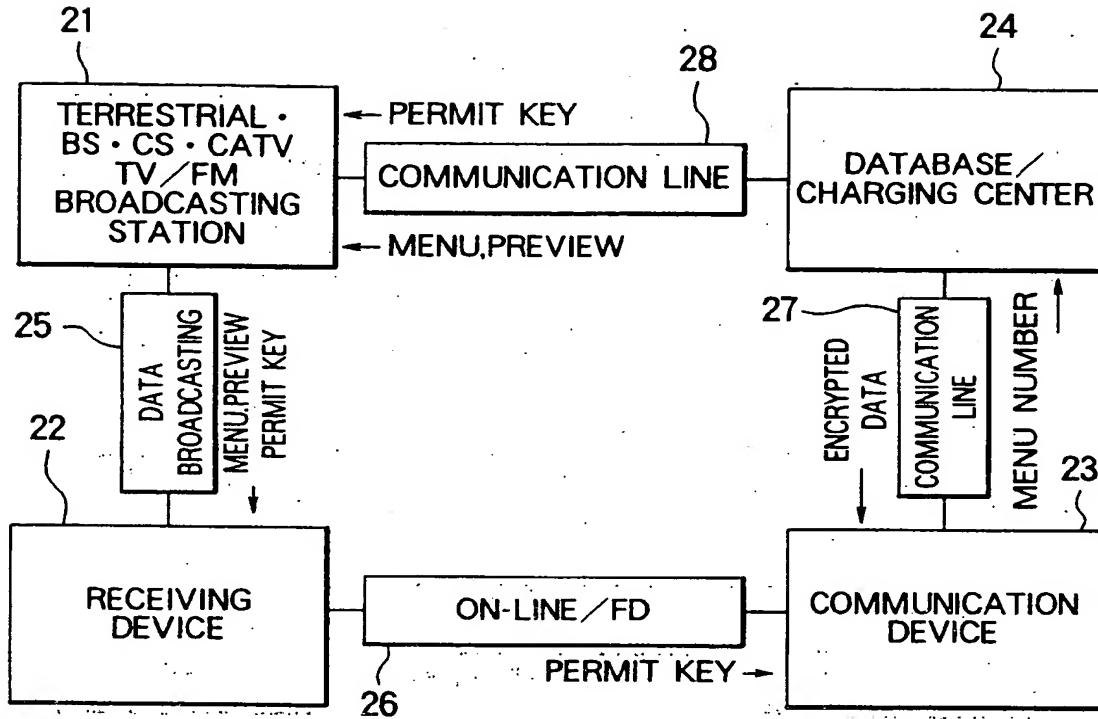 21
28
24
TERRESTRIAL・
BS・CS・CATV
TV/FM
BROADCASTING
STATION
←PERMIT KEY
COMMUNICATION LINE
←MENU,PREVIEW
DATABASE/
CHARGING CENTER
25
DATA
BROADCASTING
MENU,PREVIEW
PERMIT KEY
27
ENCRYPTED
DATA
COMMUNICATION
LINE
MENU NUMBER
22
23
RECEIVING
DEVICE
ON-LINE/FD
COMMUNICATION
DEVICE
26
PERMIT KEY→